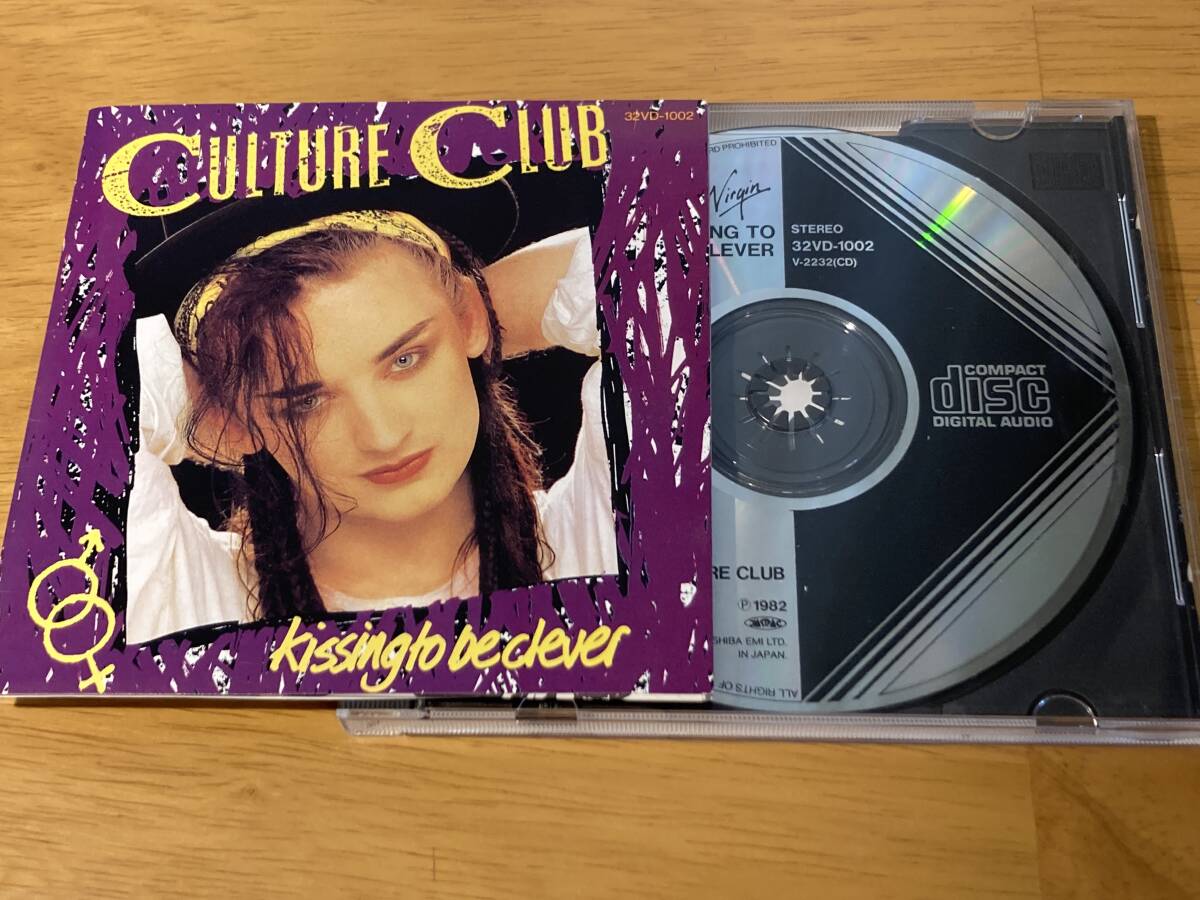 CULTURE CLUB
32VD-1002
kissing to be clever
RD PROHIBITED
Virgin
NG TO
LEVER
STEREO
32VD-1002
V-2232(CD)
COMPACT
disc
DIGITAL AUDIO
RE CLUB
℗ 1982
SHIBA EMI LTD.
IN JAPAN.
ALL RIGHTS OF